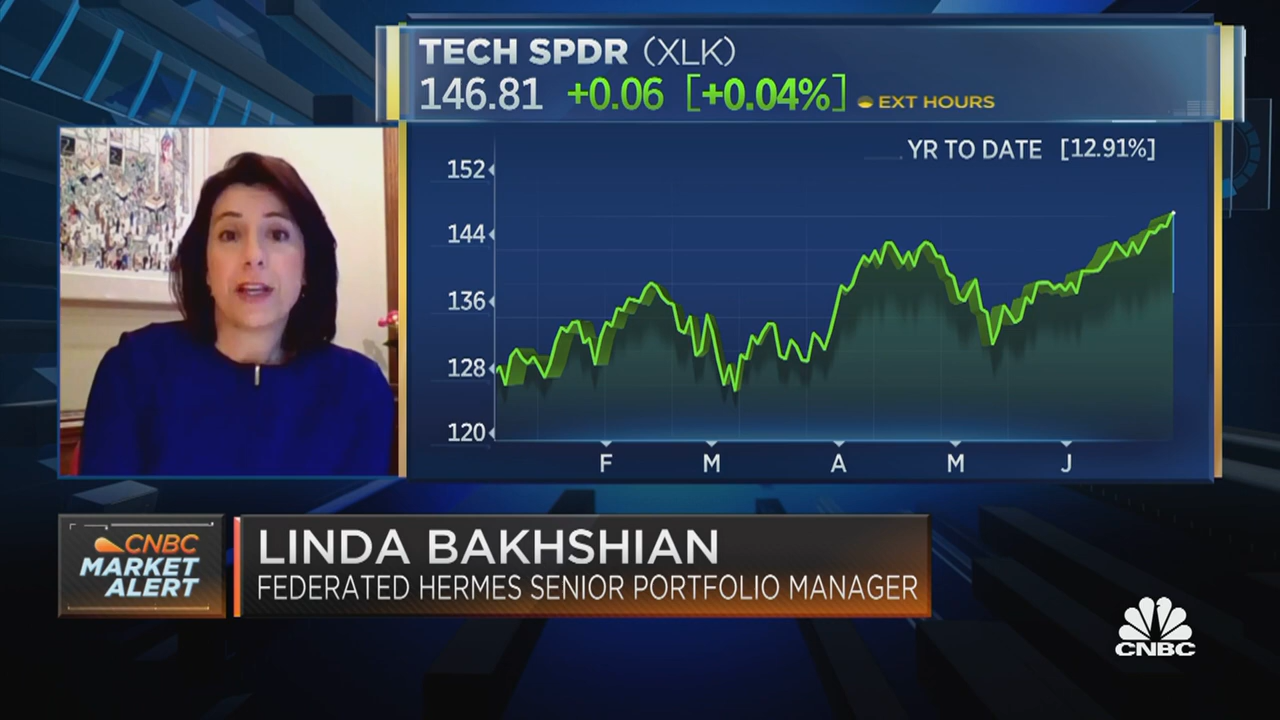 TECH SPDR (XLK)
146.81 +0.06 [+0.04%] EXT HOURS
YR TO DATE [12.91%]
152
144
136
128
120
F M A M J
CNBC
MARKET
ALERT
LINDA BAKHSHIAN
FEDERATED HERMES SENIOR PORTFOLIO MANAGER
CNBC